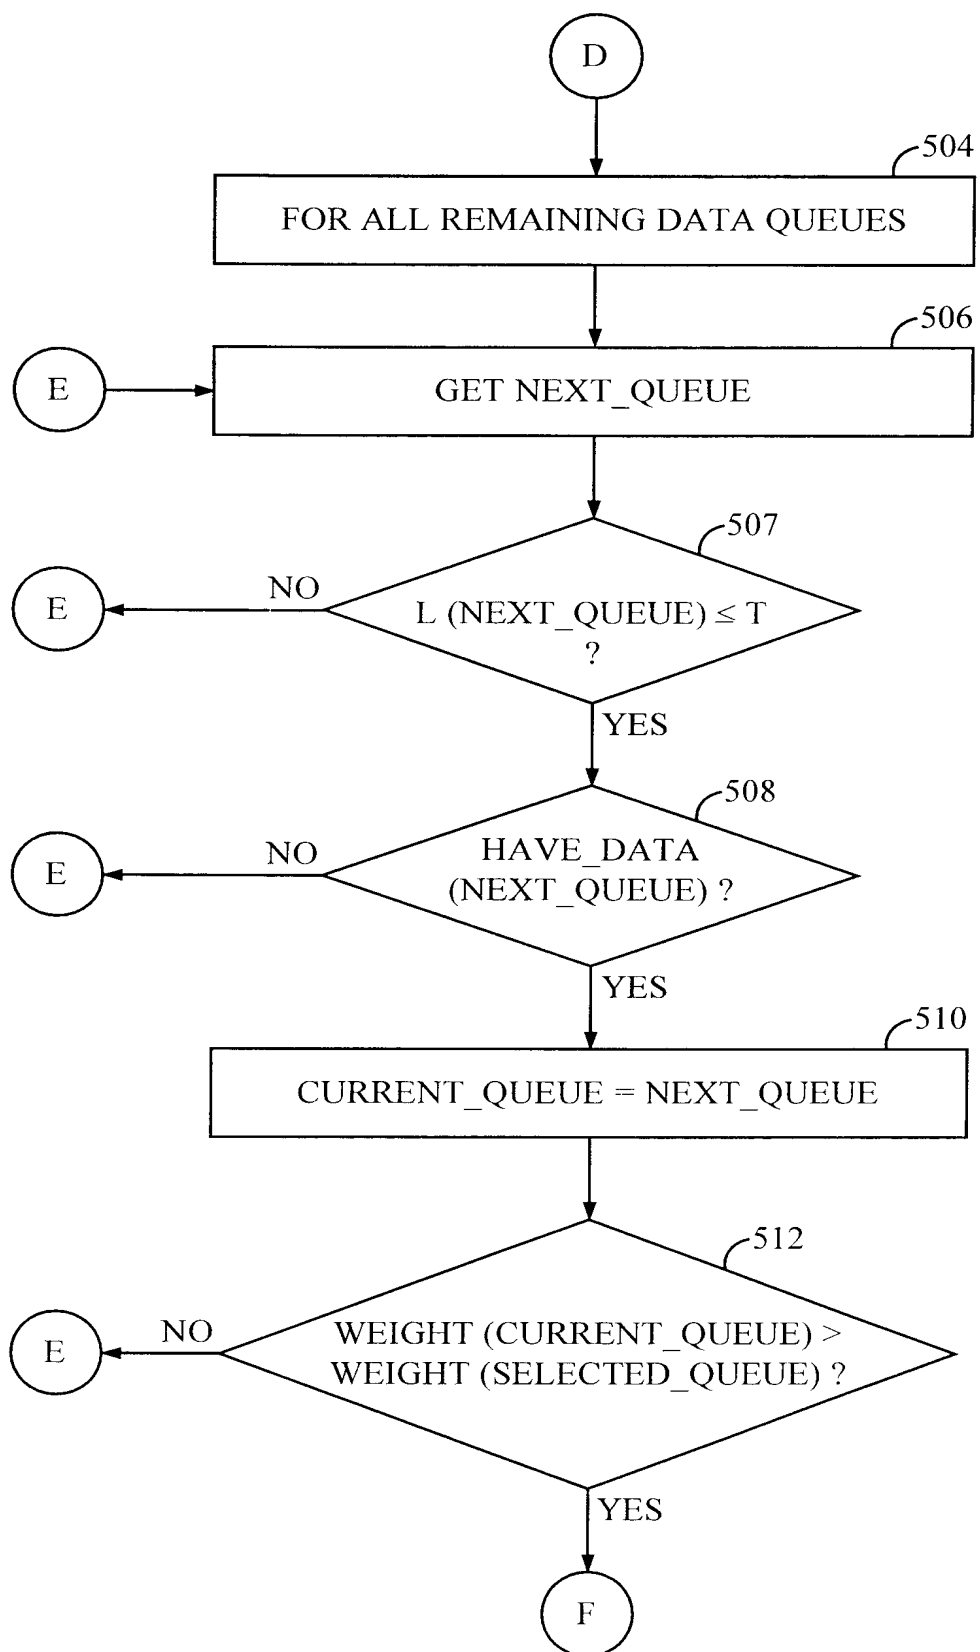 D
504
FOR ALL REMAINING DATA QUEUES
506
E
GET NEXT_QUEUE
507
NO
E
L (NEXT_QUEUE) ≤ T
?
YES
508
NO
E
HAVE_DATA
(NEXT_QUEUE) ?
YES
510
CURRENT_QUEUE = NEXT_QUEUE
512
NO
E
WEIGHT (CURRENT_QUEUE) >
WEIGHT (SELECTED_QUEUE) ?
YES
F